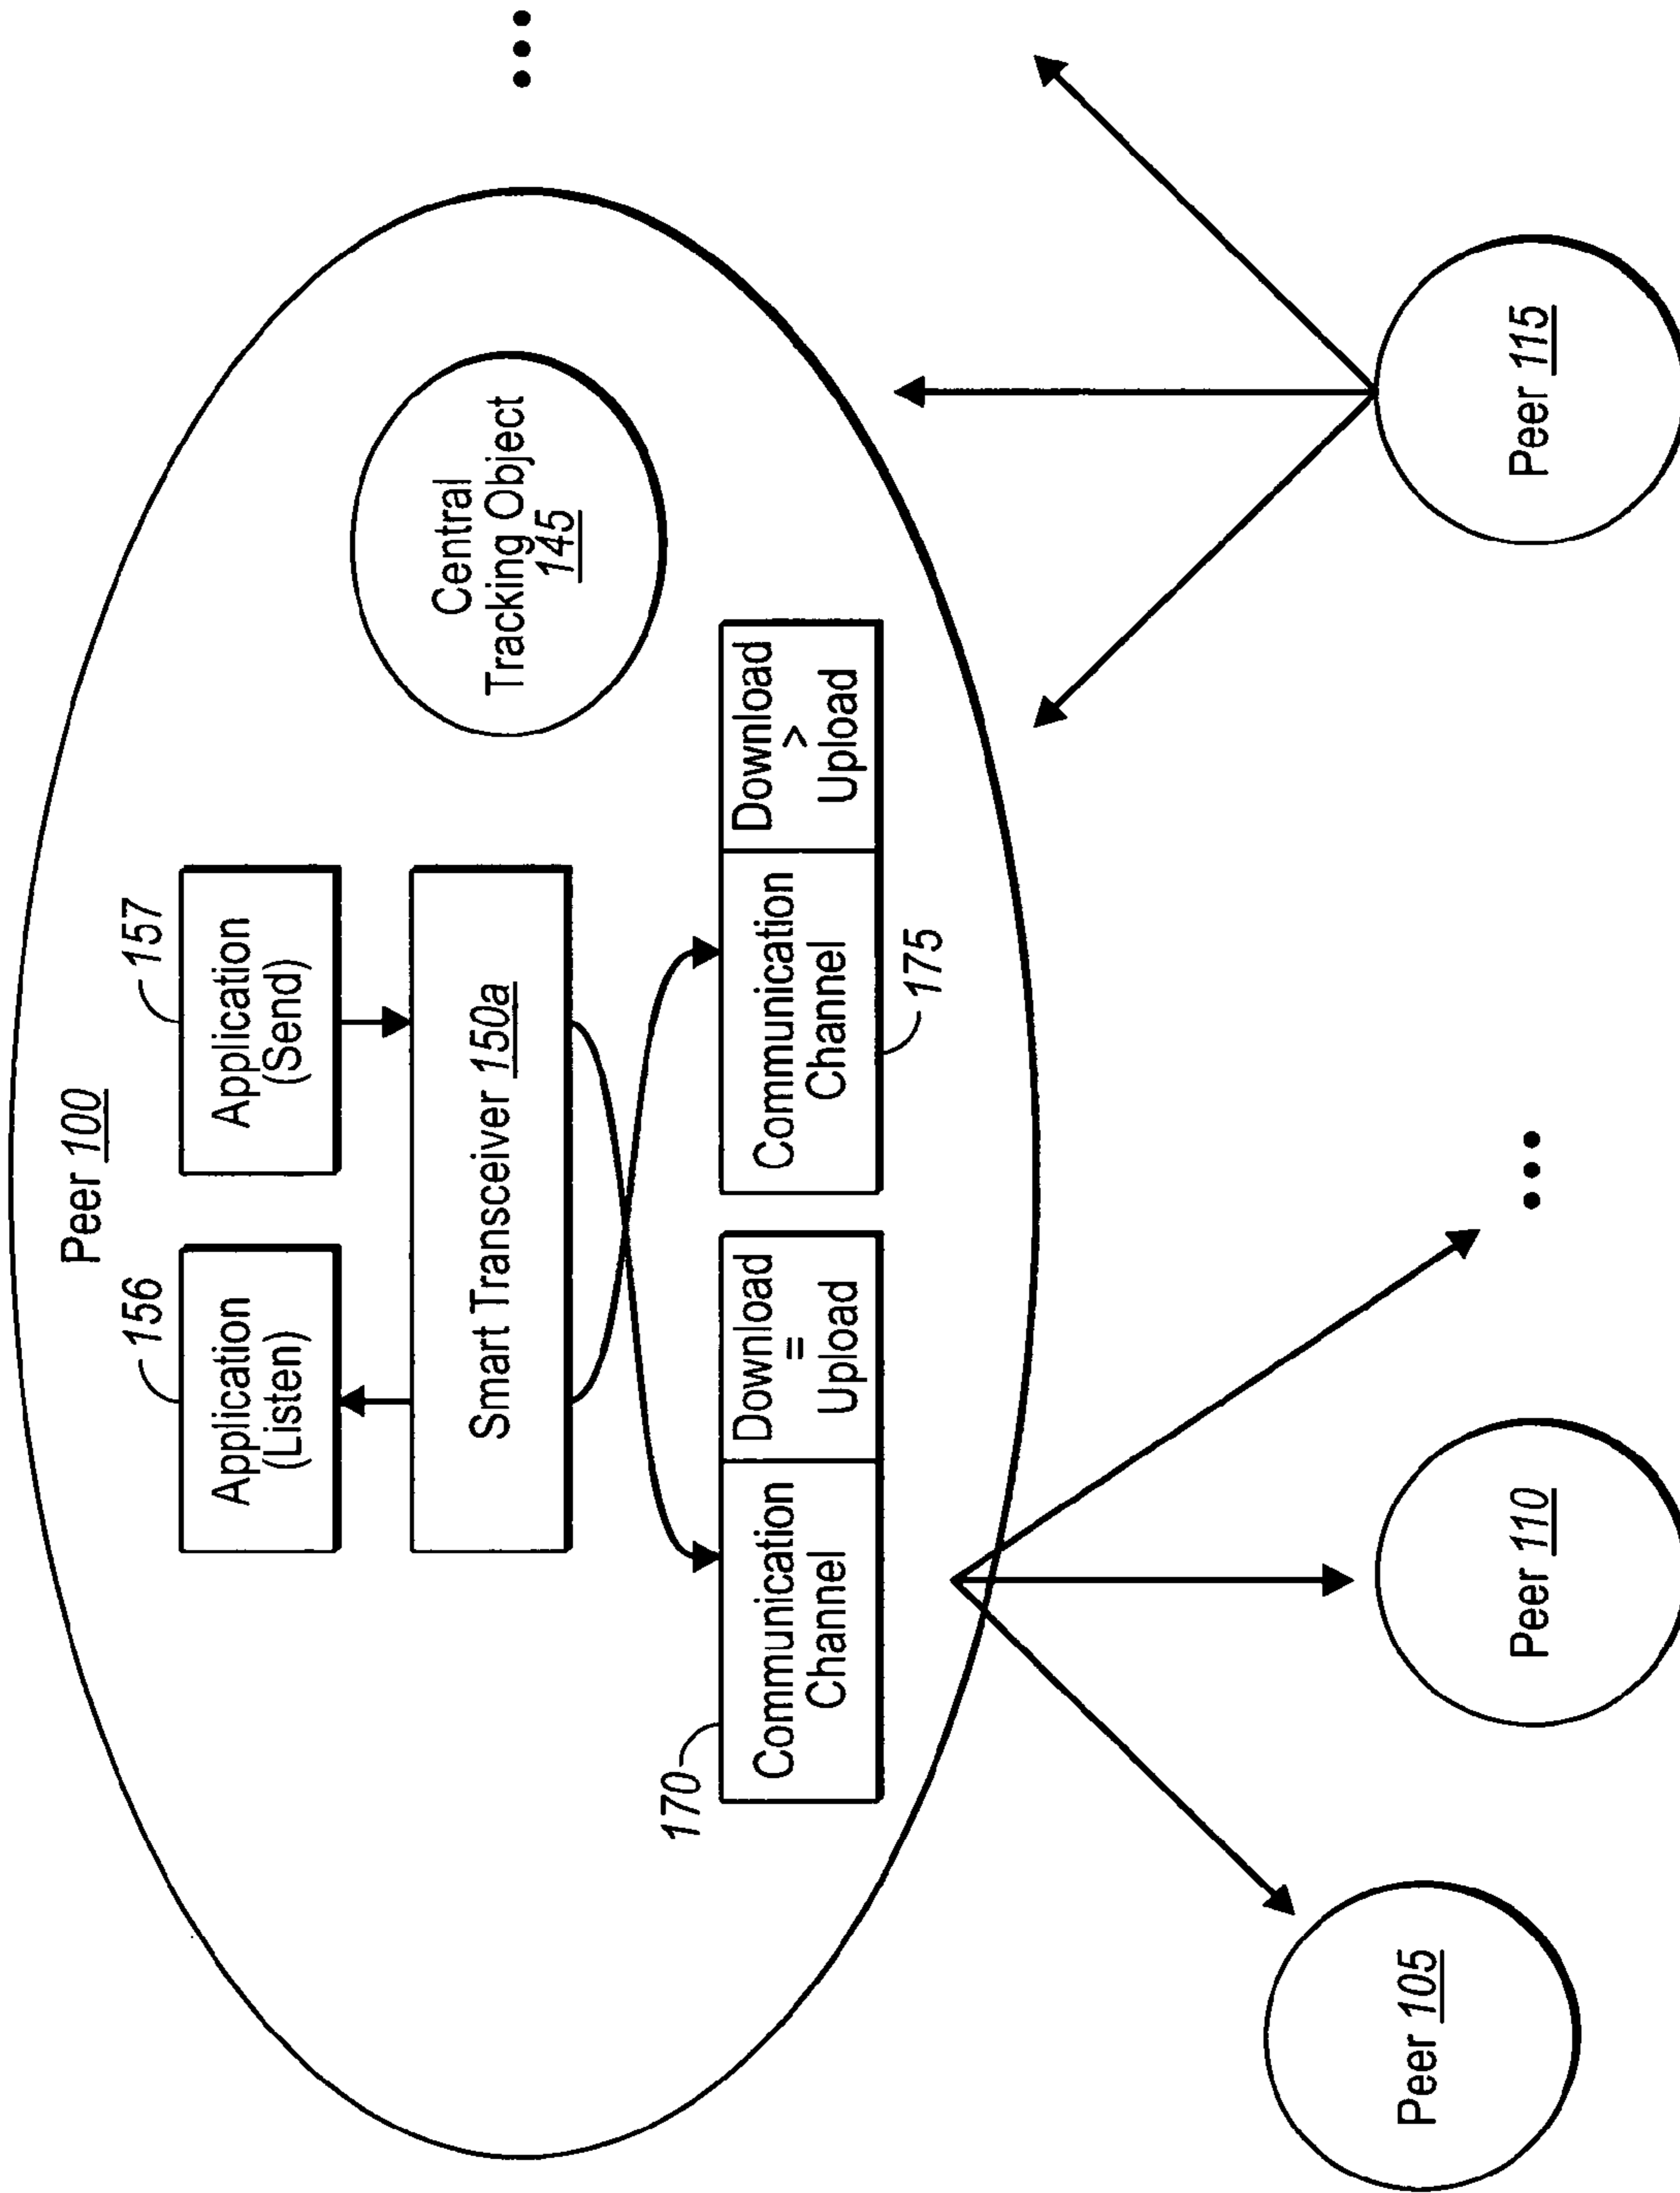 Peer 100
156
157
Application
(Listen)
Application
(Send)
Smart Transceiver 150a
Central
Tracking Object
145
170
Communication
Channel
Download
=
Upload
Communication
Channel
Download
>
Upload
175
Peer 105
Peer 110
Peer 115